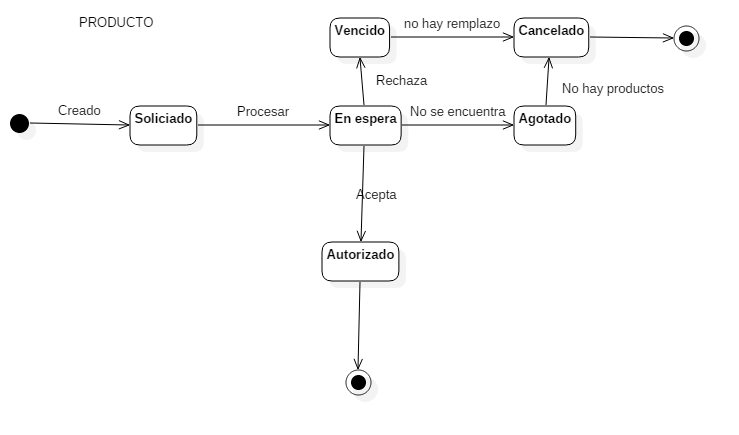 PRODUCTO
Vencido
no hay remplazo
Cancelado
Rechaza
No hay productos
Creado
Soliciado
Procesar
En espera
No se encuentra
Agotado
Acepta
Autorizado